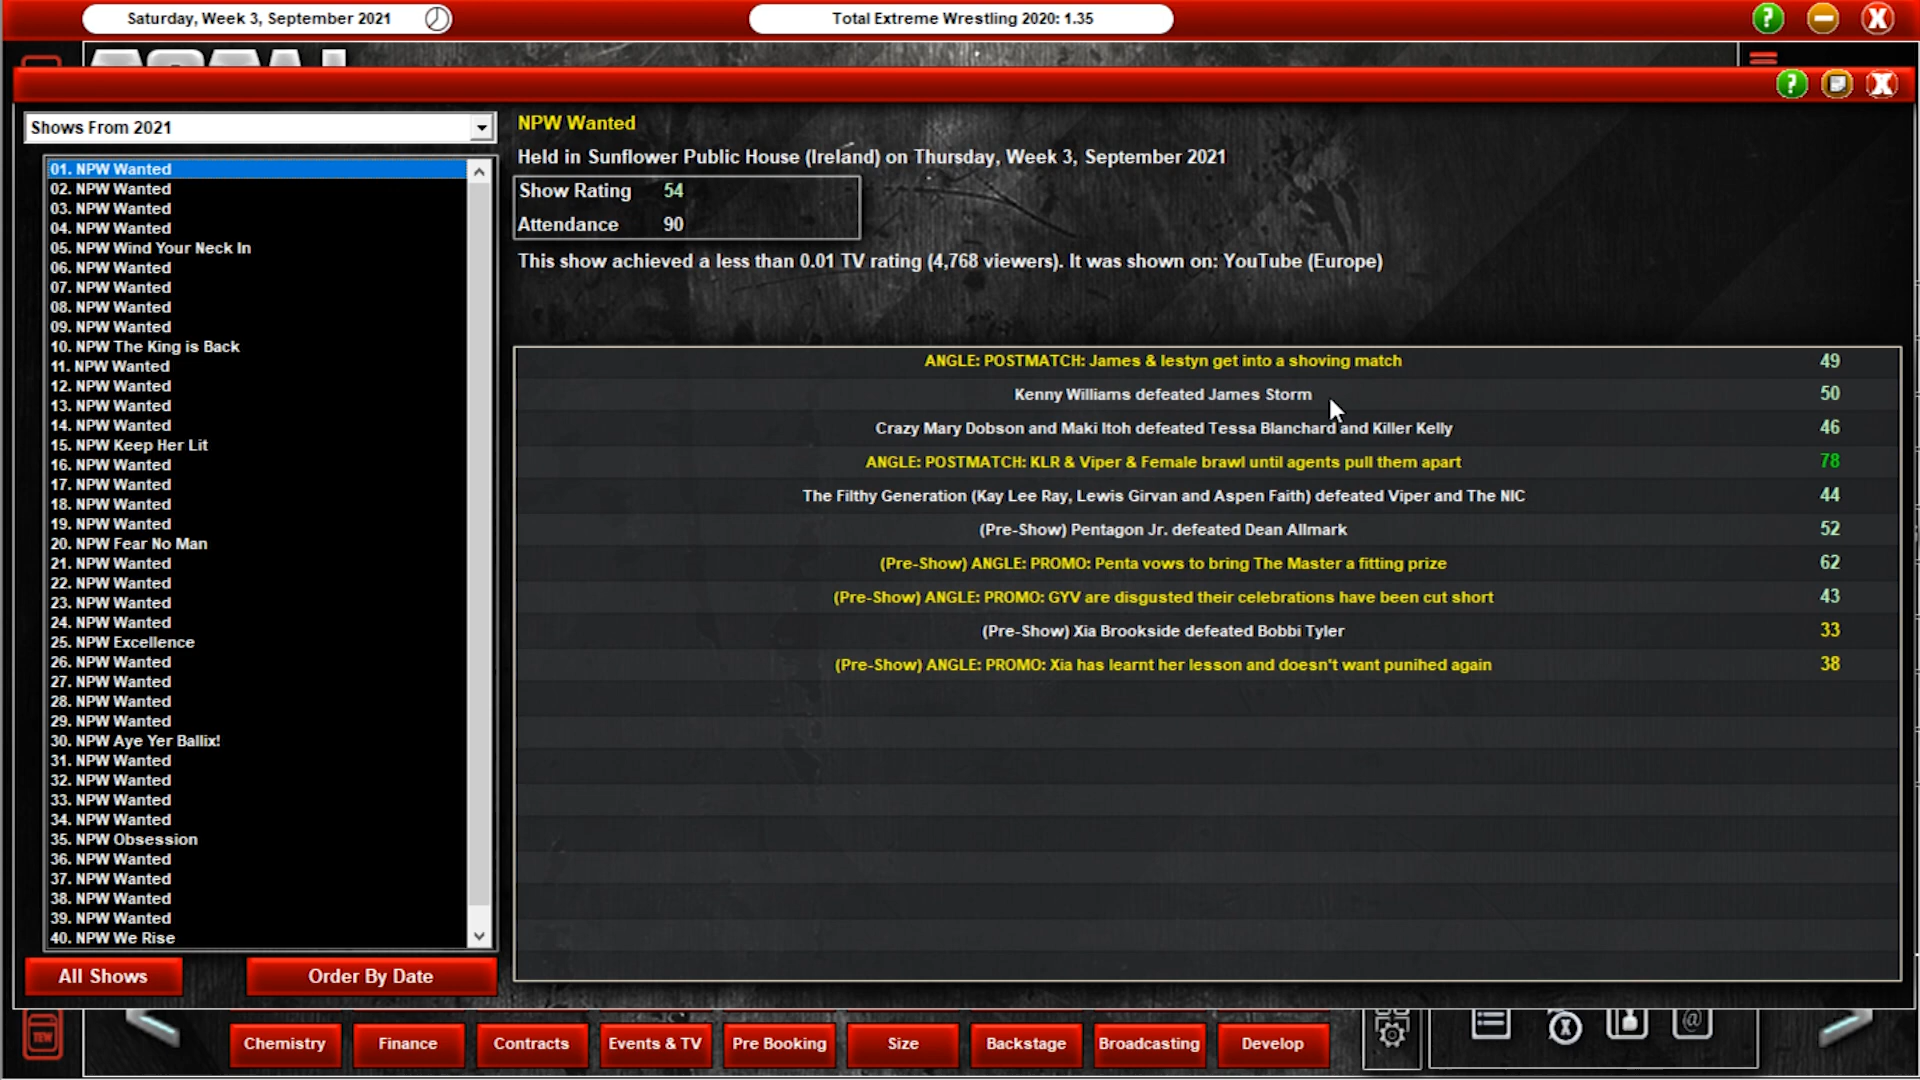 Saturday, Week 3, September 2021
Total Extreme Wrestling 2020: 1.35
Shows From 2021
01. NPW Wanted
02. NPW Wanted
03. NPW Wanted
04. NPW Wanted
05. NPW Wind Your Neck In
06. NPW Wanted
07. NPW Wanted
08. NPW Wanted
09. NPW Wanted
10. NPW The King is Back
11. NPW Wanted
12. NPW Wanted
13. NPW Wanted
14. NPW Wanted
15. NPW Keep Her Lit
16. NPW Wanted
17. NPW Wanted
18. NPW Wanted
19. NPW Wanted
20. NPW Fear No Man
21. NPW Wanted
22. NPW Wanted
23. NPW Wanted
24. NPW Wanted
25. NPW Excellence
26. NPW Wanted
27. NPW Wanted
28. NPW Wanted
29. NPW Wanted
30. NPW Aye Yer Ballix!
31. NPW Wanted
32. NPW Wanted
33. NPW Wanted
34. NPW Wanted
35. NPW Obsession
36. NPW Wanted
37. NPW Wanted
38. NPW Wanted
39. NPW Wanted
40. NPW We Rise
All Shows
Order By Date
NPW Wanted
Held in Sunflower Public House (Ireland) on Thursday, Week 3, September 2021
Show Rating 54
Attendance 90
This show achieved a less than 0.01 TV rating (4,768 viewers). It was shown on: YouTube (Europe)
ANGLE: POSTMATCH: James & Iestyn get into a shoving match 49
Kenny Williams defeated James Storm 50
Crazy Mary Dobson and Maki Itoh defeated Tessa Blanchard and Killer Kelly 46
ANGLE: POSTMATCH: KLR & Viper & Female brawl until agents pull them apart 78
The Filthy Generation (Kay Lee Ray, Lewis Girvan and Aspen Faith) defeated Viper and The NIC 44
(Pre-Show) Pentagon Jr. defeated Dean Allmark 52
(Pre-Show) ANGLE: PROMO: Penta vows to bring The Master a fitting prize 62
(Pre-Show) ANGLE: PROMO: GYV are disgusted their celebrations have been cut short 43
(Pre-Show) Xia Brookside defeated Bobbi Tyler 33
(Pre-Show) ANGLE: PROMO: Xia has learnt her lesson and doesn't want punihed again 38
TEW
Chemistry
Finance
Contracts
Events & TV
Pre Booking
Size
Backstage
Broadcasting
Develop